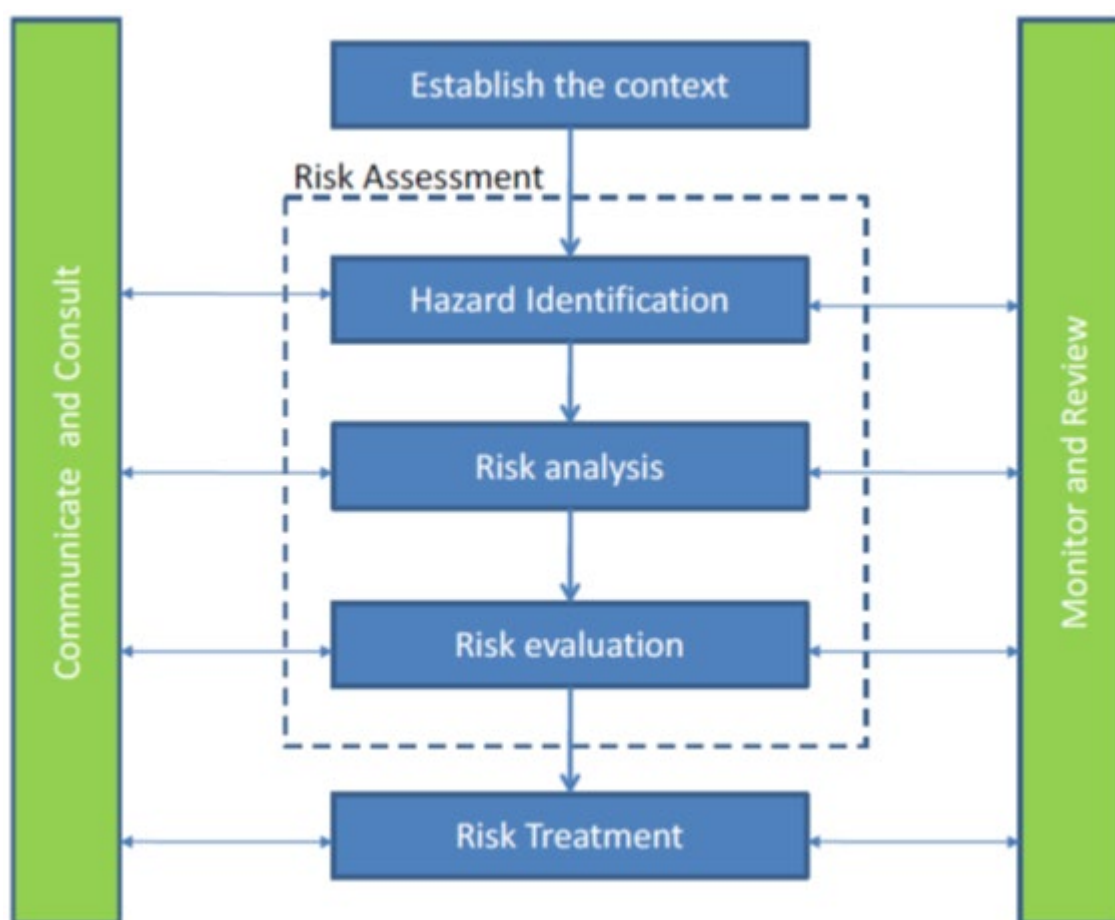 Establish the context
Risk Assessment
Hazard Identification
Risk analysis
Risk evaluation
Risk Treatment
Communicate and Consult
Monitor and Review